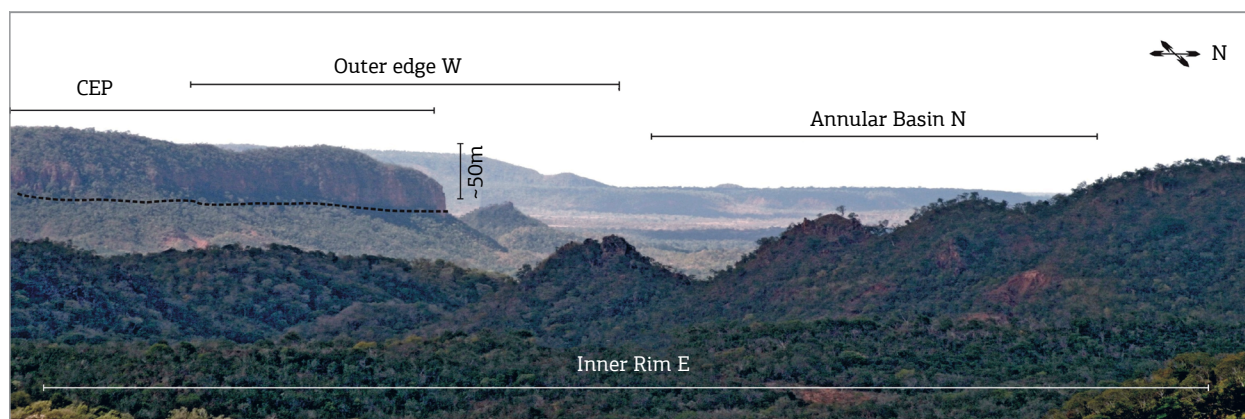 Outer edge W
N
CEP
Annular Basin N
~50m
Inner Rim E